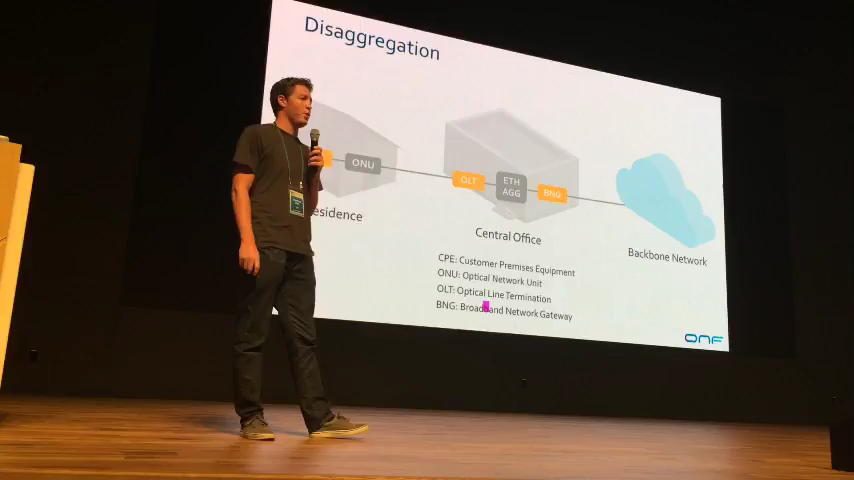 Disaggregation
ONU
OLT
ETH
AGG
BNG
esidence
Central Office
Backbone Network
CPE: Customer Premises Equipment
ONU: Optical Network Unit
OLT: Optical Line Termination
BNG: Broadband Network Gateway
ONF